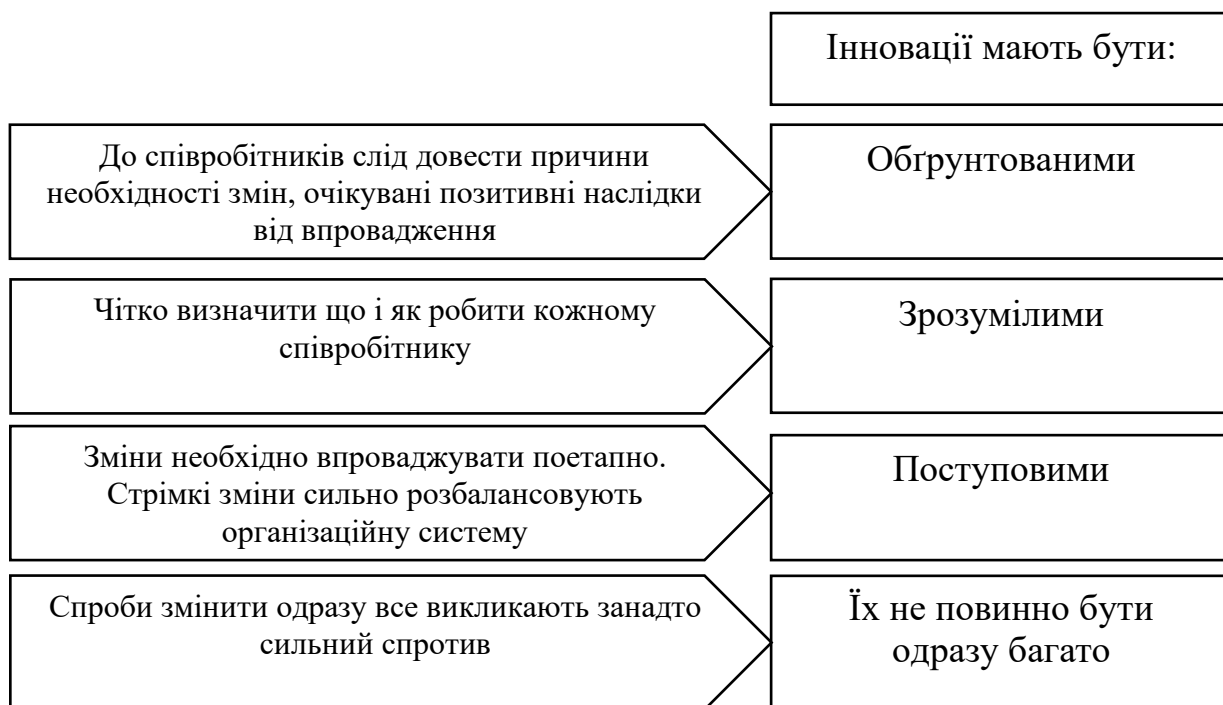 Інновації мають бути:
До співробітників слід довести причини
необхідності змін, очікувані позитивні наслідки
від впровадження
Обґрунтованими
Чітко визначити що і як робити кожному
співробітнику
Зрозумілими
Зміни необхідно впроваджувати поетапно.
Стрімкі зміни сильно розбалансовують
організаційну систему
Поступовими
Спроби змінити одразу все викликають занадто
сильний спротив
Їх не повинно бути
одразу багато